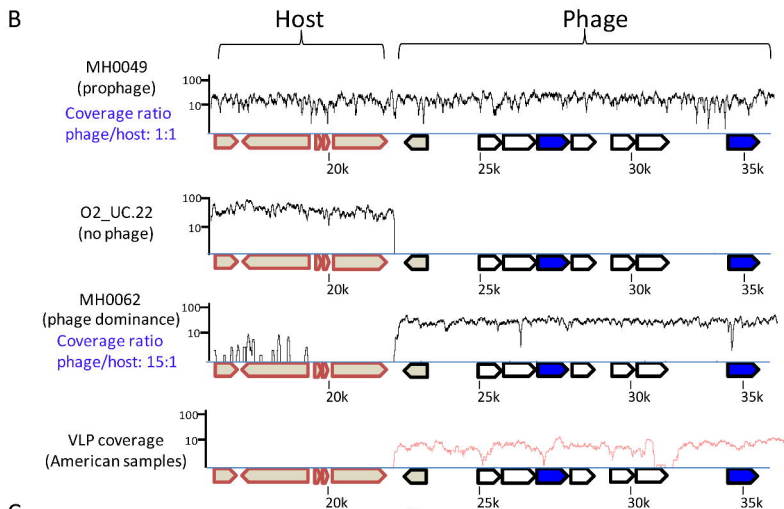 B
Host
Phage
MH0049
(prophage)
Coverage ratio
phage/host: 1:1
100
10
20k
25k
30k
35k
O2_UC.22
(no phage)
100
10
20k
25k
30k
35k
MH0062
(phage dominance)
Coverage ratio
phage/host: 15:1
100
10
20k
25k
30k
35k
VLP coverage
(American samples)
100
10
20k
25k
30k
35k